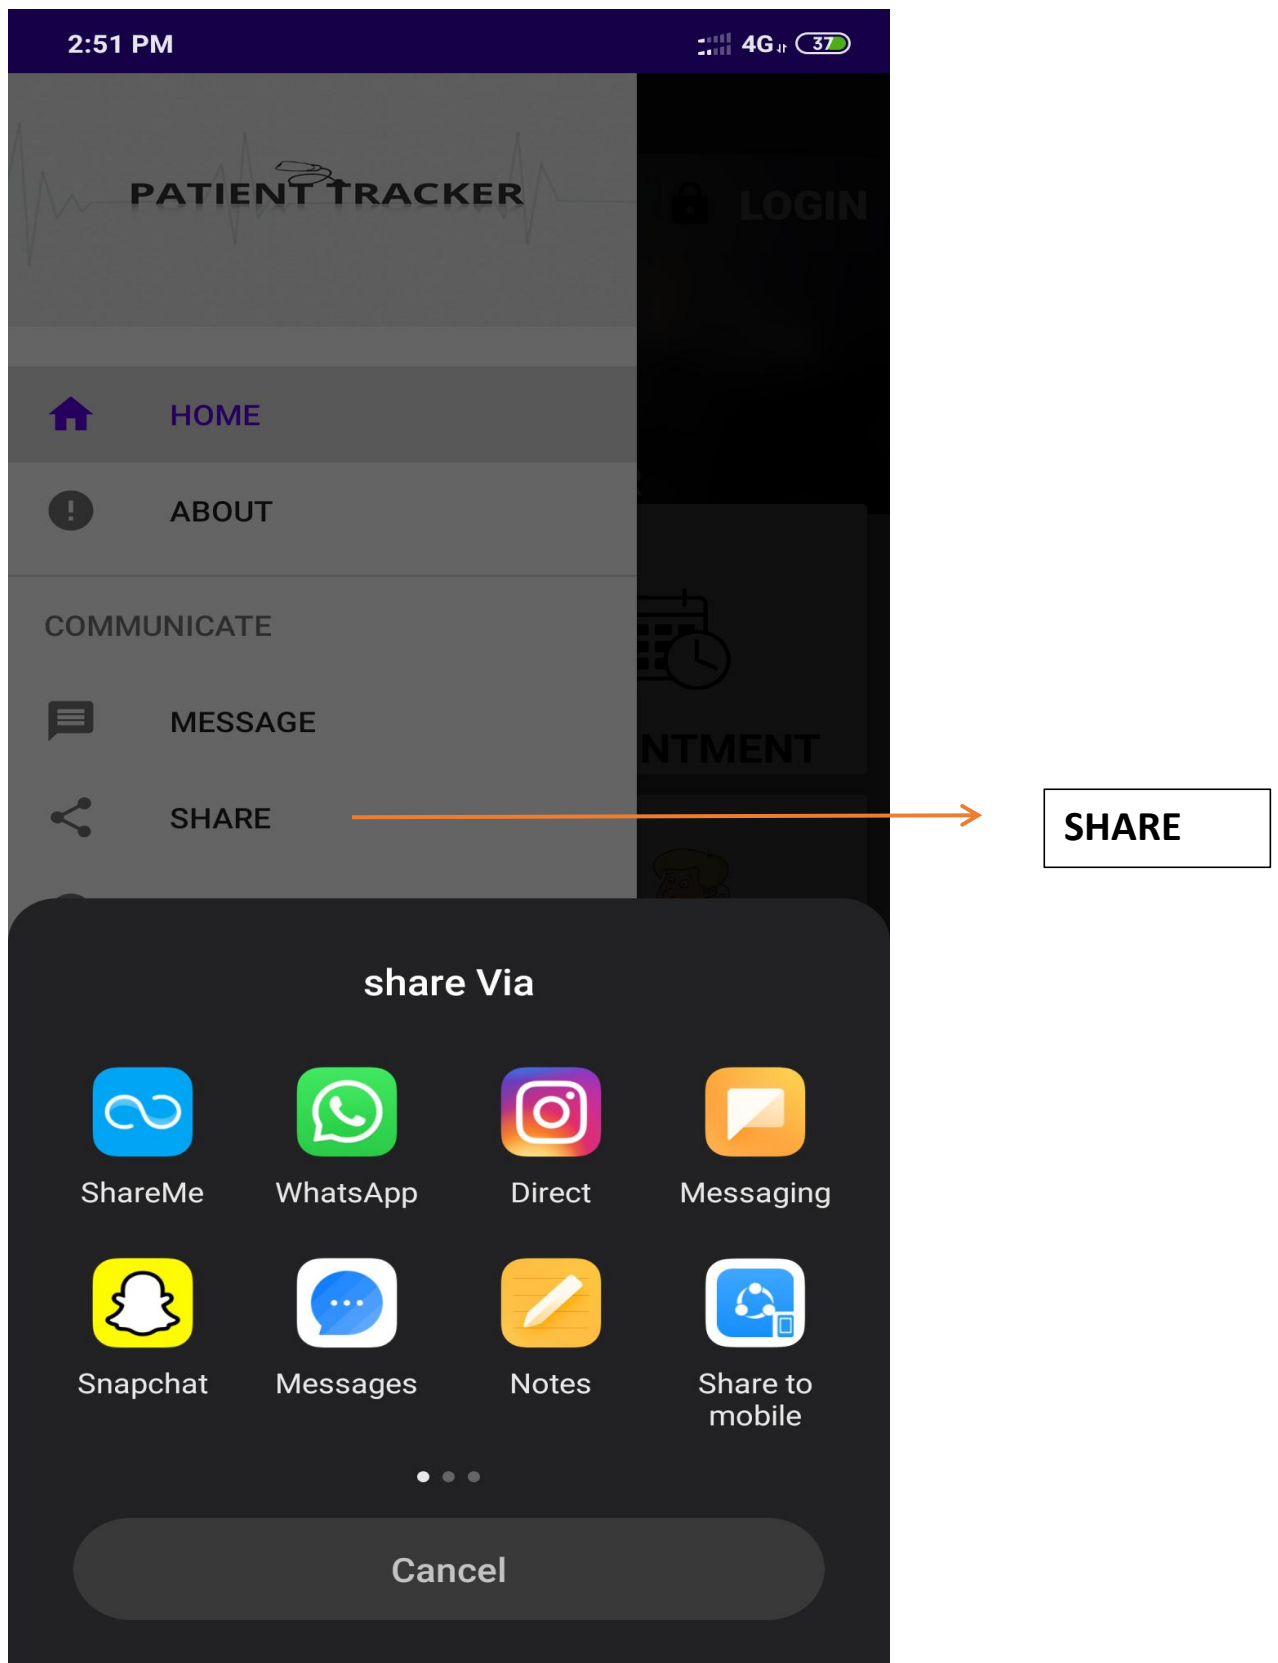 2:51 PM
4G 37
PATIENT TRACKER
LOGIN
HOME
ABOUT
COMMUNICATE
MESSAGE
NTMENT
SHARE
SHARE
share Via
ShareMe WhatsApp Direct Messaging
Snapchat Messages Notes Share to
mobile
Cancel